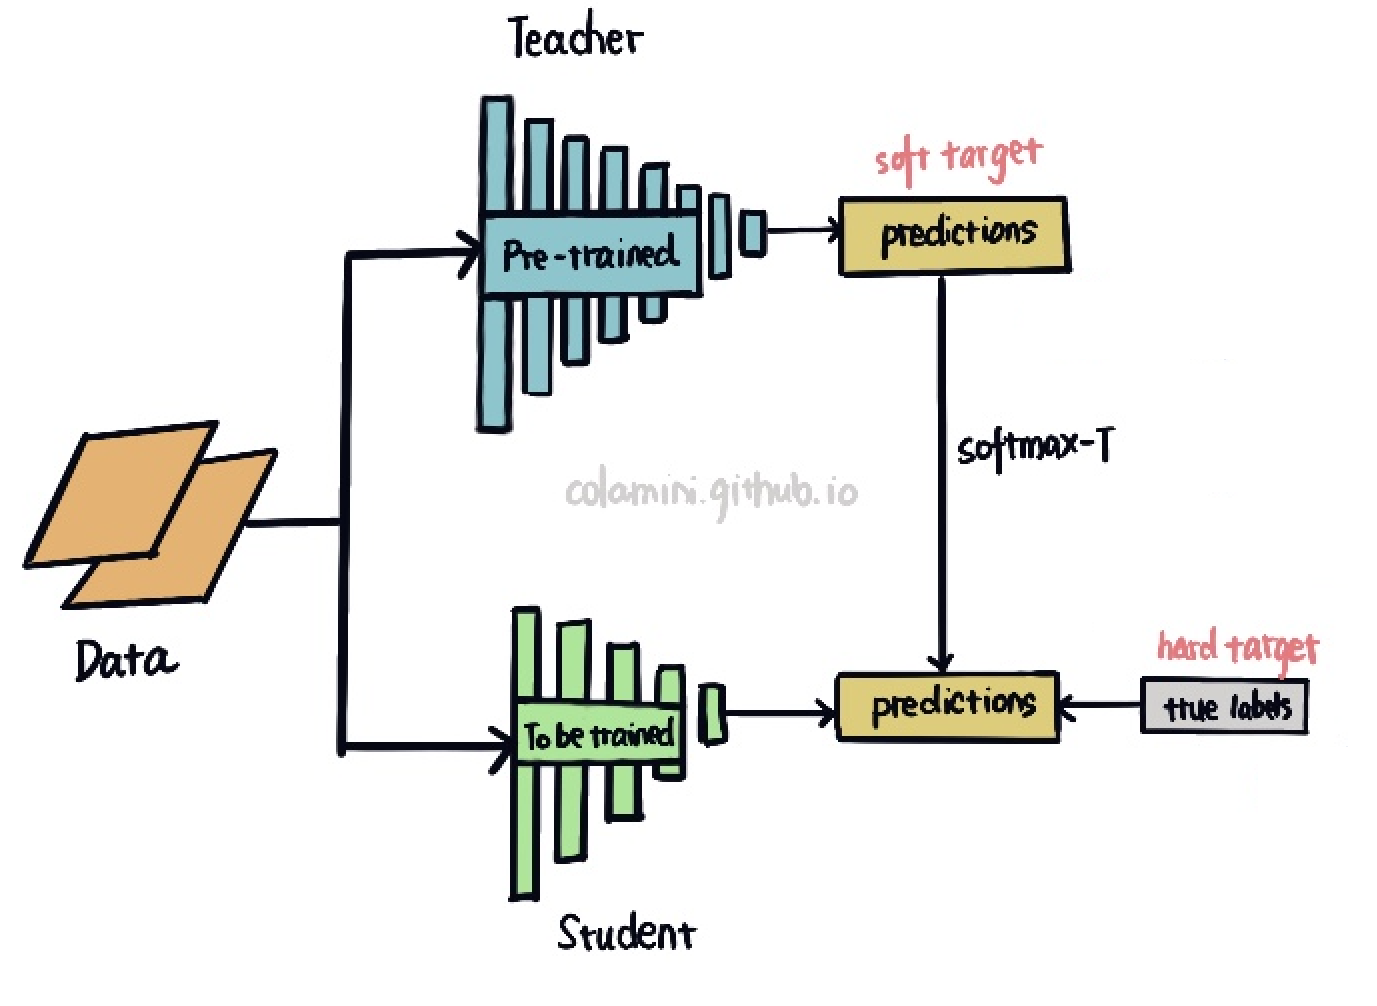 Teacher
soft target
predictions
Pre-trained
softmax-T
colamini.github.io
Data
hard target
true labels
predictions
To be trained
Student